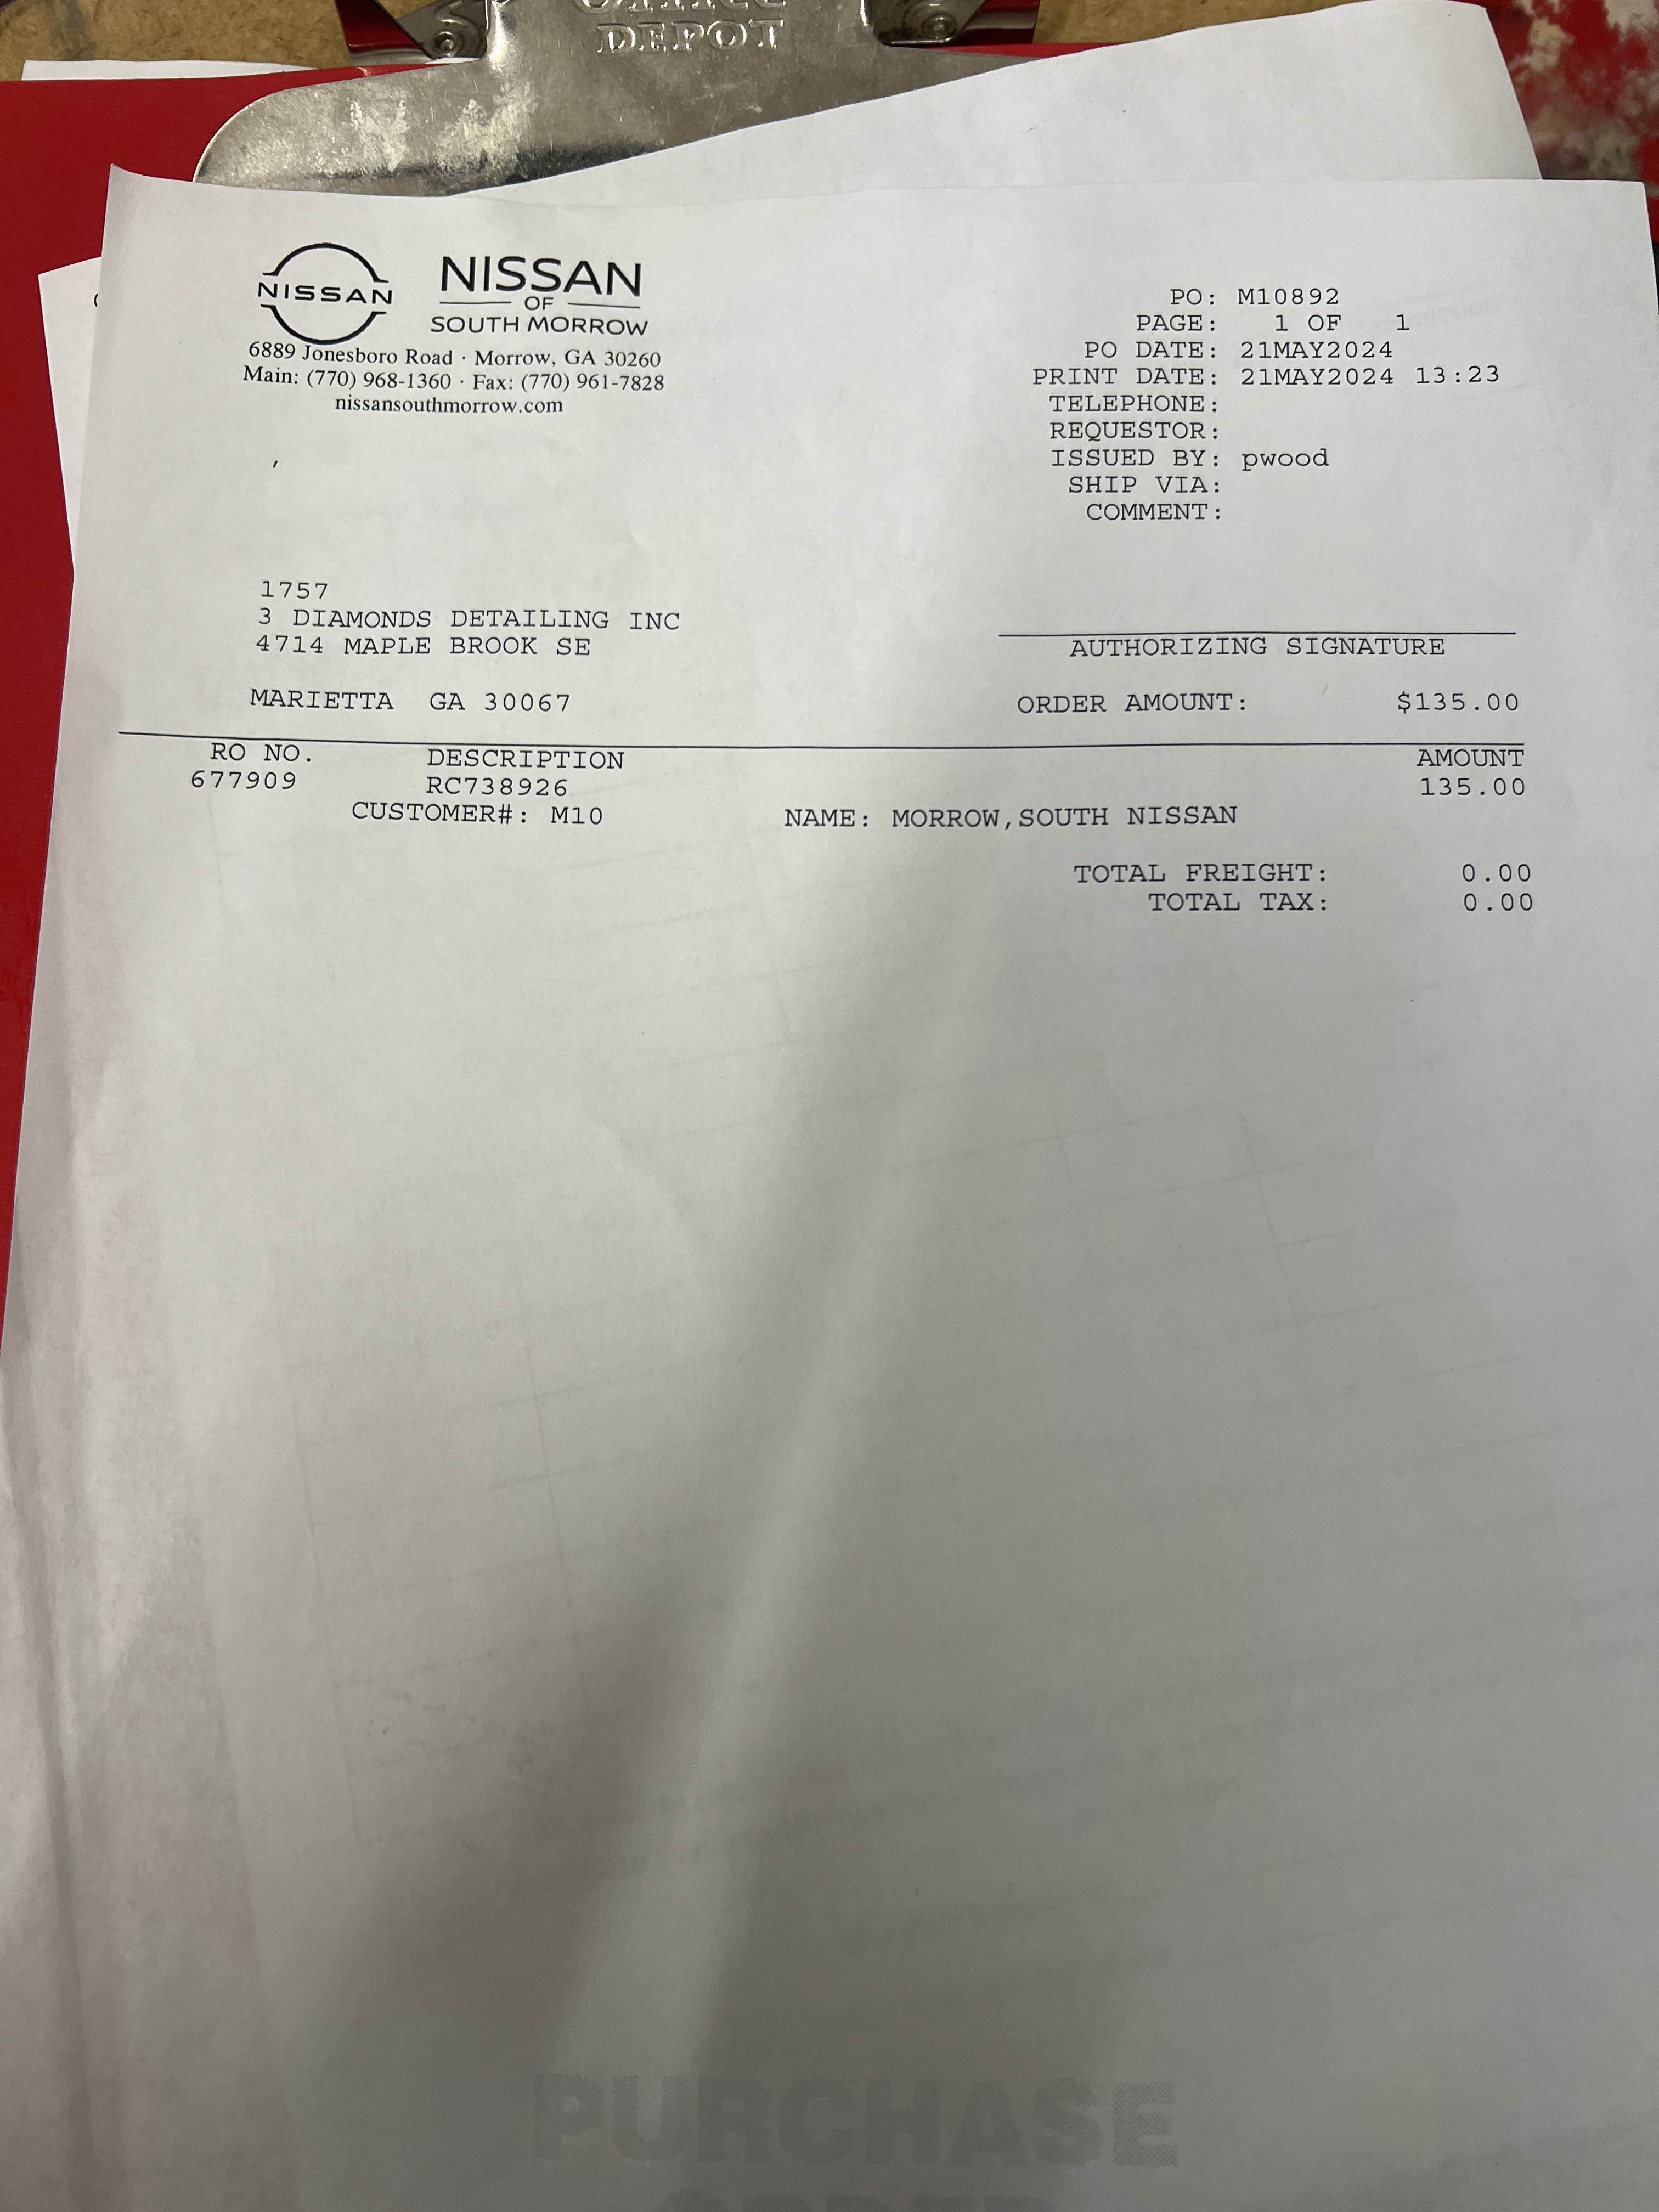 DEPOT
NISSAN
NISSAN
OF
SOUTH MORROW
6889 Jonesboro Road · Morrow, GA 30260
Main: (770) 968-1360 · Fax: (770) 961-7828
nissansouthmorrow.com
PO: M10892
PAGE: 1 OF 1
PO DATE: 21MAY2024
PRINT DATE: 21MAY2024 13:23
TELEPHONE:
REQUESTOR:
ISSUED BY: pwood
SHIP VIA:
COMMENT:
1757
3 DIAMONDS DETAILING INC
4714 MAPLE BROOK SE
MARIETTA GA 30067
AUTHORIZING SIGNATURE
ORDER AMOUNT: $135.00
RO NO. DESCRIPTION AMOUNT
677909 RC738926 135.00
CUSTOMER#: M10 NAME: MORROW,SOUTH NISSAN
TOTAL FREIGHT: 0.00
TOTAL TAX: 0.00
PURCHASE